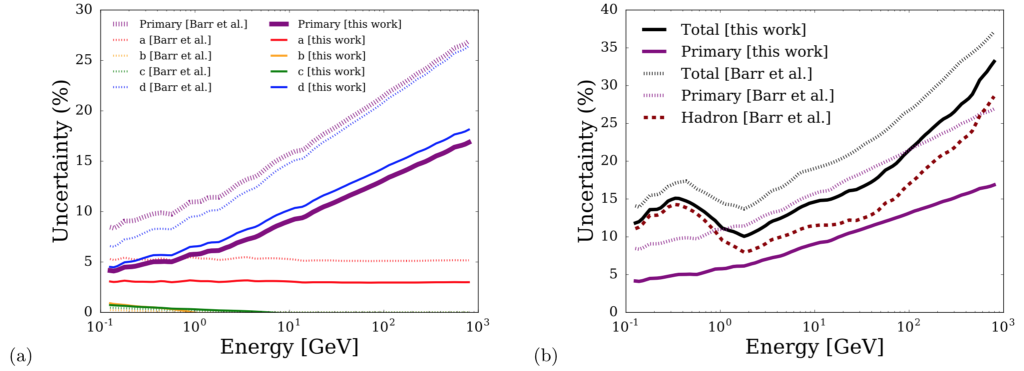 Primary [Barr et al.]
a [Barr et al.]
b [Barr et al.]
c [Barr et al.]
d [Barr et al.]
Primary [this work]
a [this work]
b [this work]
c [this work]
d [this work]
Uncertainty (%)
30
25
20
15
10
5
0
10⁻¹ 10⁰ 10¹ 10² 10³
Energy [GeV]
(a)
Total [this work]
Primary [this work]
Total [Barr et al.]
Primary [Barr et al.]
Hadron [Barr et al.]
Uncertainty (%)
40
35
30
25
20
15
10
5
0
10⁻¹ 10⁰ 10¹ 10² 10³
Energy [GeV]
(b)